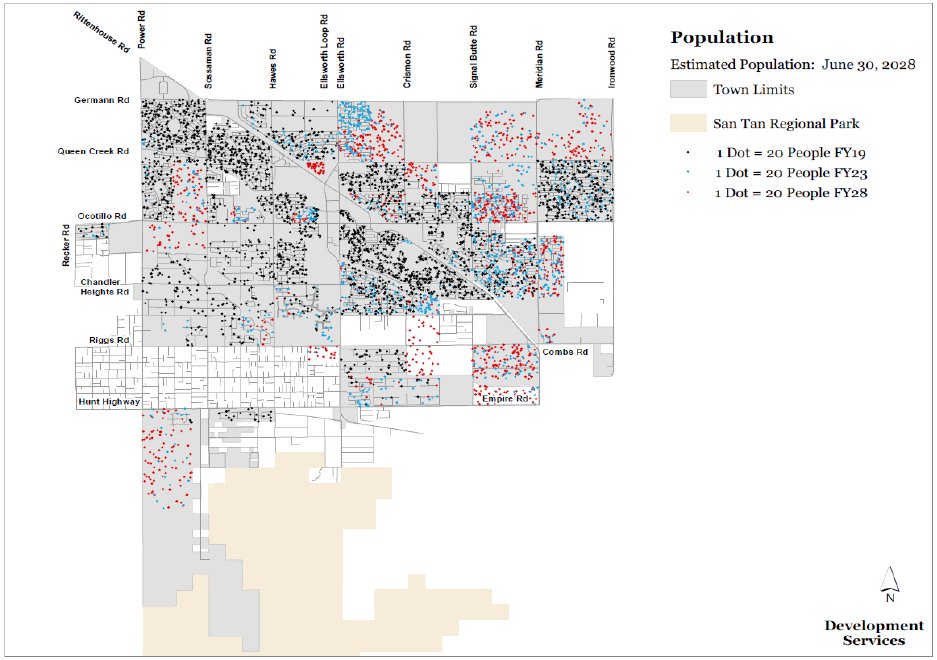 Rittenhouse Rd
Power Rd
Sossaman Rd
Hawes Rd
Ellsworth Loop Rd
Ellsworth Rd
Crismon Rd
Signal Butte Rd
Meridian Rd
Ironwood Rd
Germann Rd
Queen Creek Rd
Ocotillo Rd
Recker Rd
Chandler
Heights Rd
Riggs Rd
Combs Rd
Hunt Highway
Empire Rd
Population
Estimated Population: June 30, 2028
Town Limits
San Tan Regional Park
1 Dot = 20 People FY19
1 Dot = 20 People FY23
1 Dot = 20 People FY28
N
Development
Services